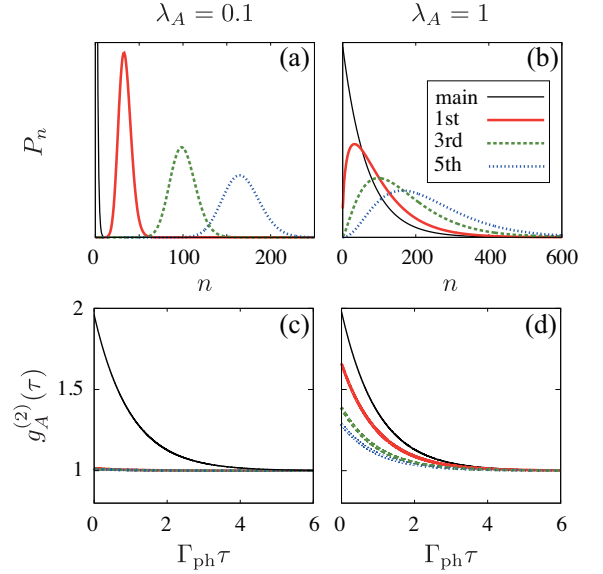 λ_A = 0.1    λ_A = 1
(a)    (b)
P_n
main
1st
3rd
5th
0    100    200    0    200    400    600
n    n
2    (c)    (d)
1.5
1
g_A^(2)(τ)
0    2    4    6    0    2    4    6
Γ_ph τ    Γ_ph τ